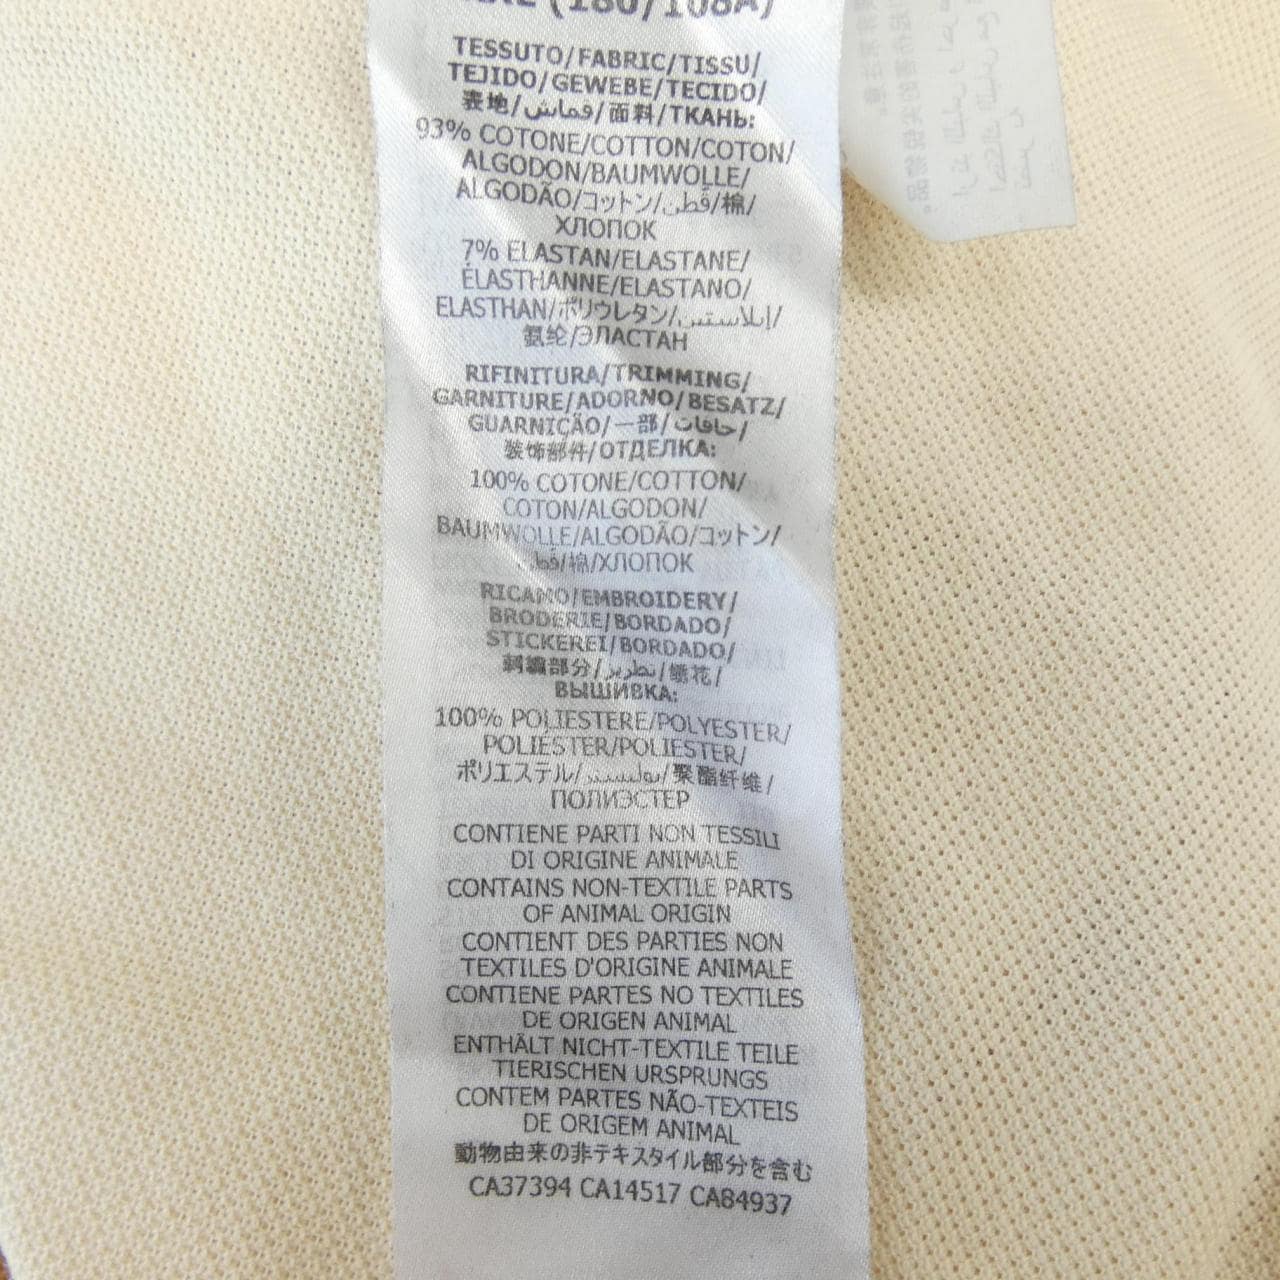 (180/108A)
TESSUTO/FABRIC/TISSU/
TEJIDO/GEWEBE/TECIDO/
表地/قماش/面料/ТКАНЬ:
93% COTONE/COTTON/COTON/
ALGODON/BAUMWOLLE/
ALGODÃO/コットン/قطن/棉/
ХЛОПОК
7% ELASTAN/ELASTANE/
ÉLASTHANNE/ELASTANO/
ELASTHAN/ポリウレタン/إيلاستين/
氨纶/ЭЛАСТАН
RIFINITURA/TRIMMING/
GARNITURE/ADORNO/BESATZ/
GUARNIÇÃO/一部/حافات/
装饰部件/ОТДЕЛКА:
100% COTONE/COTTON/
COTON/ALGODON/
BAUMWOLLE/ALGODÃO/コットン/
قطن/棉/ХЛОПОК
RICAMO/EMBROIDERY/
BRODERIE/BORDADO/
STICKEREI/BORDADO/
刺繍部分/تطريز/绣花/
ВЫШИВКА:
100% POLIESTERE/POLYESTER/
POLIÉSTER/POLIESTER/
ポリエステル/بوليستر/聚酯纤维/
ПОЛИЭСТЕР
CONTIENE PARTI NON TESSILI
DI ORIGINE ANIMALE
CONTAINS NON-TEXTILE PARTS
OF ANIMAL ORIGIN
CONTIENT DES PARTIES NON
TEXTILES D'ORIGINE ANIMALE
CONTIENE PARTES NO TEXTILES
DE ORIGEN ANIMAL
ENTHÄLT NICHT-TEXTILE TEILE
TIERISCHEN URSPRUNGS
CONTEM PARTES NÃO-TEXTEIS
DE ORIGEM ANIMAL
動物由来の非テキスタイル部分を含む
CA37394 CA14517 CA84937